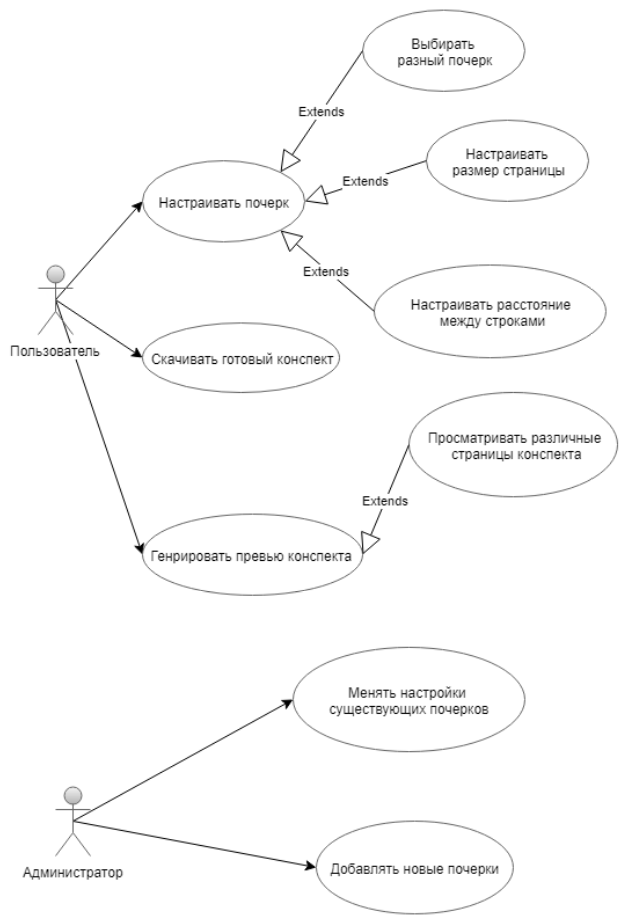 Выбирать
разный почерк
Extends
Настраивать
размер страницы
Extends
Настраивать почерк
Extends
Настраивать расстояние
между строками
Пользователь
Скачивать готовый конспект
Просматривать различные
страницы конспекта
Extends
Генрировать превью конспекта
Менять настройки
существующих почерков
Администратор
Добавлять новые почерки